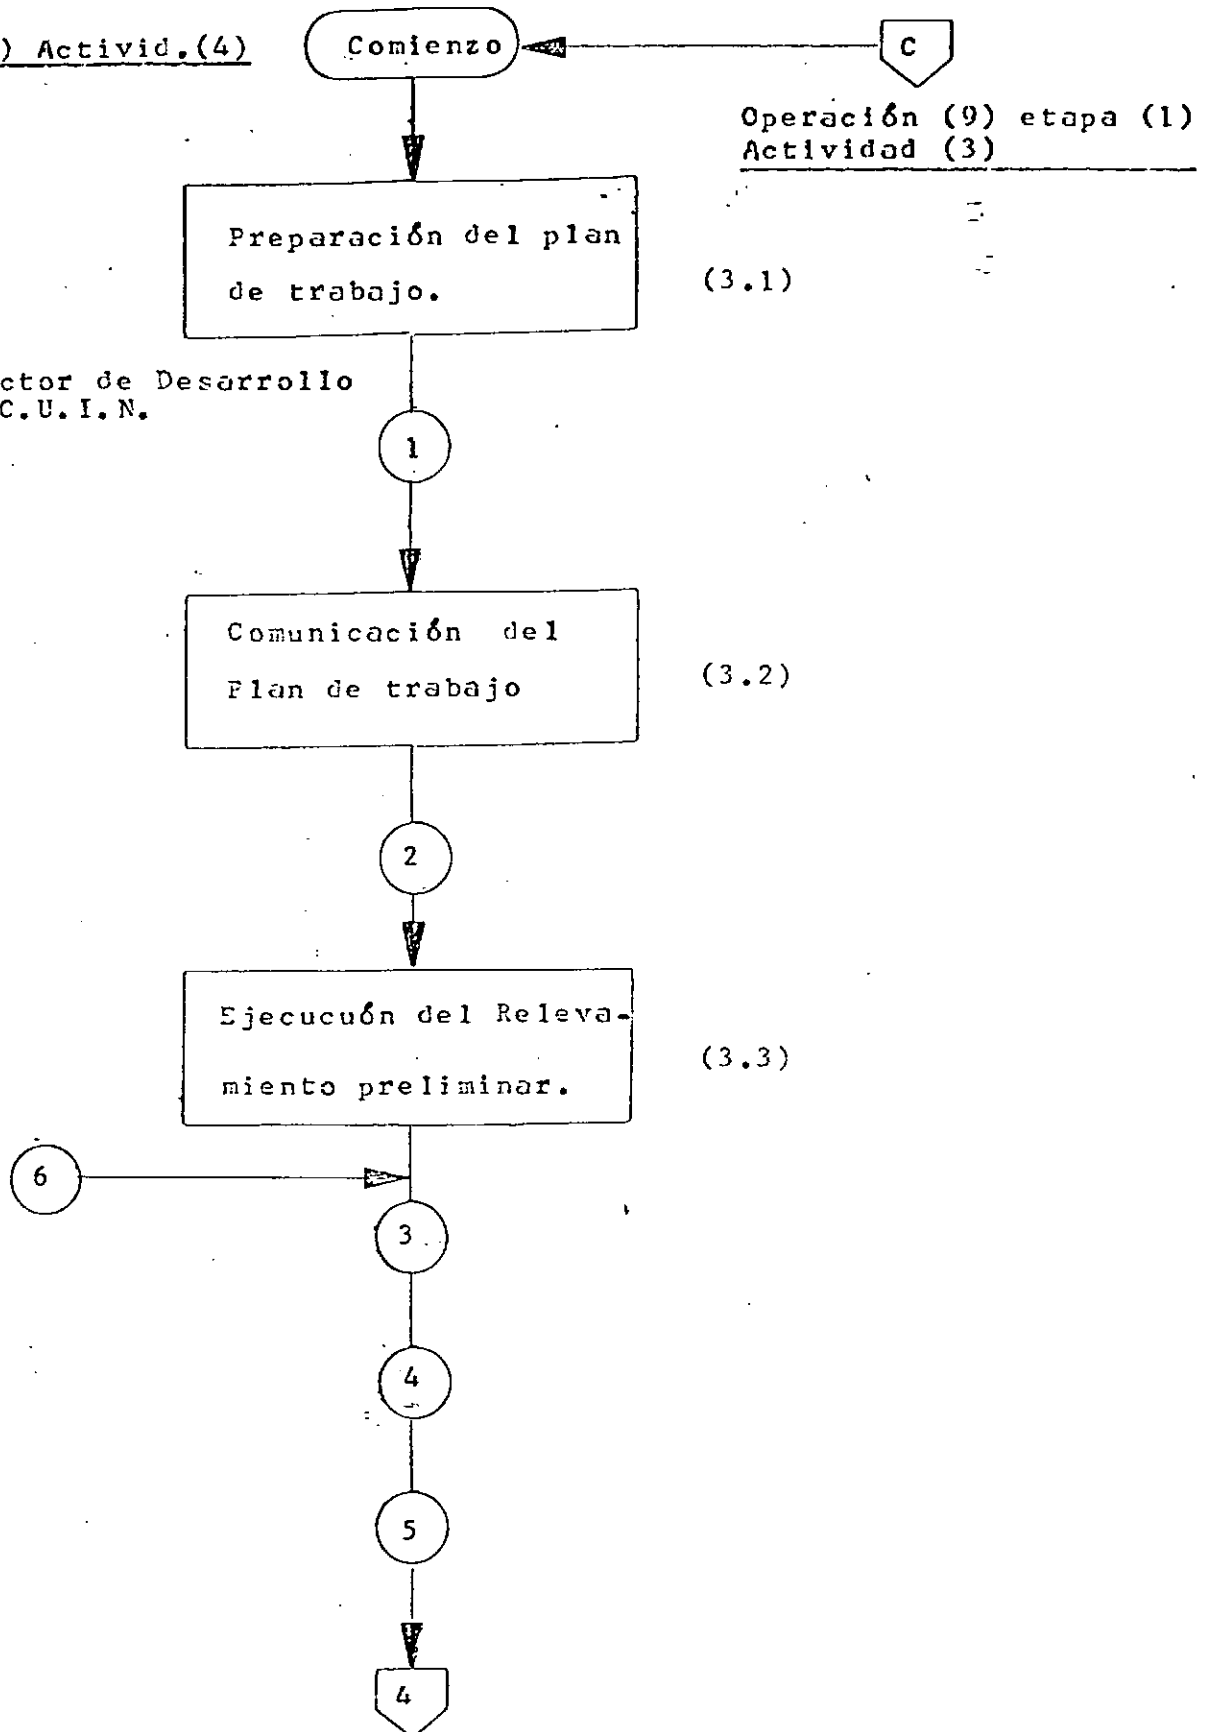 ) Activid.(4)
Comienzo
C
Operación (9) etapa (1)
Actividad (3)
Preparación del plan
de trabajo.
(3.1)
ctor de Desarrollo
C.U.I.N.
1
Comunicación del
Plan de trabajo
(3.2)
2
Ejecucuón del Releva-
miento preliminar.
(3.3)
6
3
4
5
4